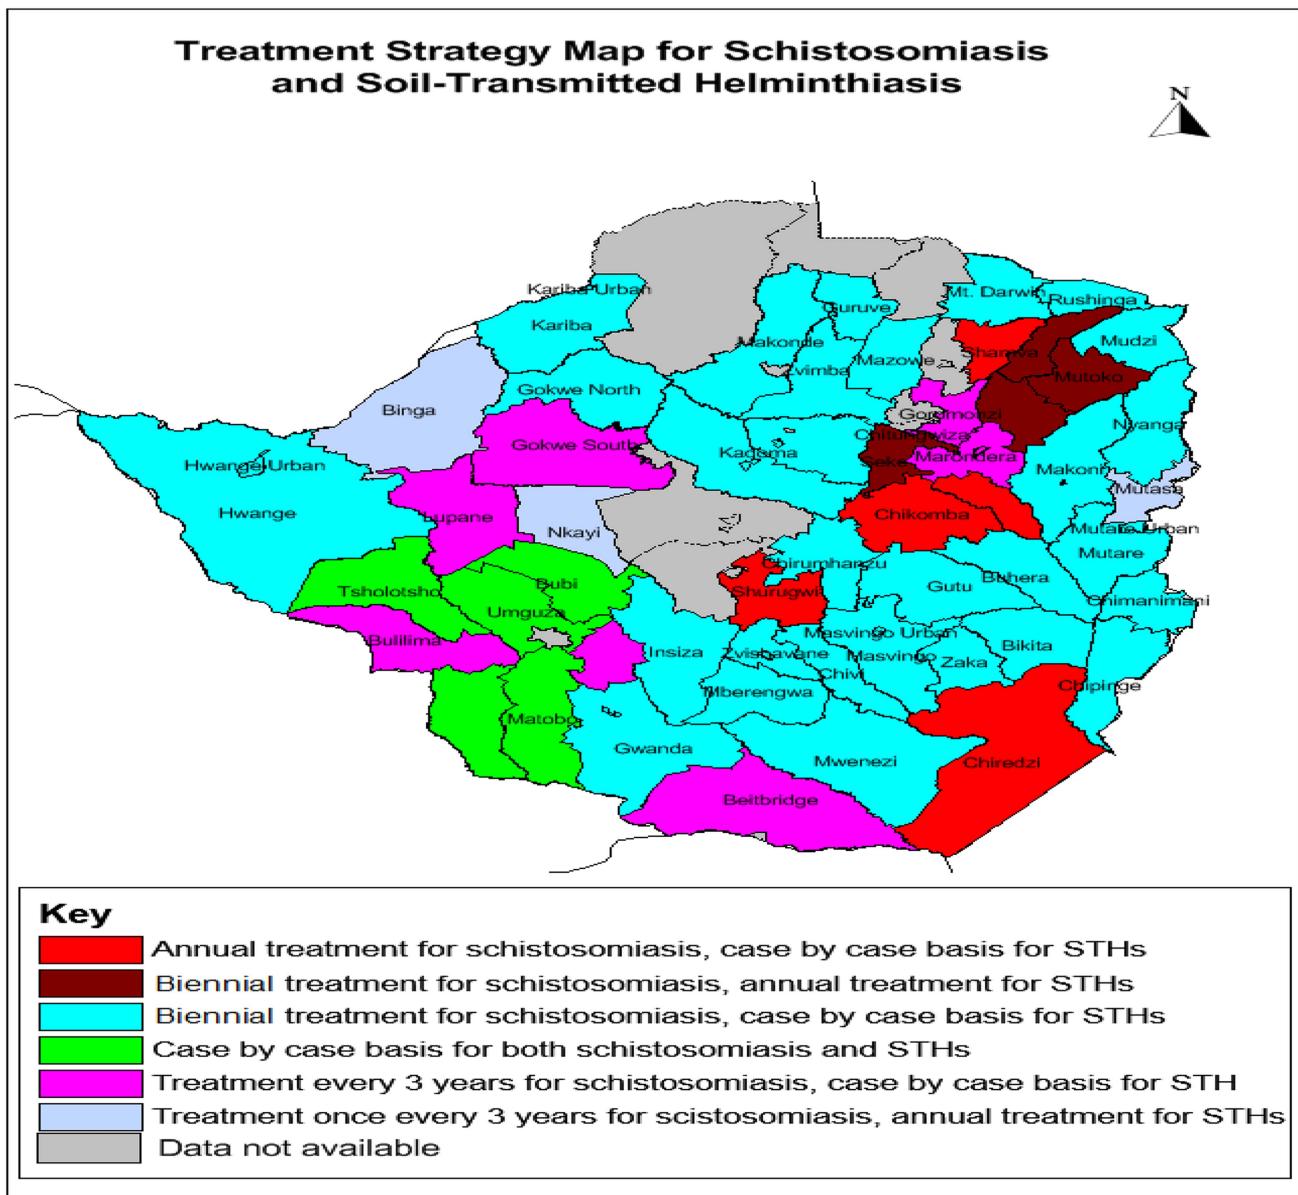 Treatment Strategy Map for Schistosomiasis
and Soil-Transmitted Helminthiasis
N
Kariba Urban
Mt. Darwin
Rushinga
Guruve
Kariba
Makonde
Mudzi
Shamva
Mazowe
Zvimba
Mutoko
Gokwe North
Binga
Goromonzi
Nyanga
Chitungwiza
Gokwe South
Kadoma
Seke
Marondera
Hwange Urban
Makoni
Mutasa
Hwange
Lupane
Chikomba
Nkayi
Mutare Urban
Mutare
Chirumhanzu
Bubi
Buhera
Gutu
Tsholotsho
Shurugwi
Chimanimani
Umguza
Masvingo Urban
Bulilima
Bikita
Insiza
Zvishavane
Masvingo
Zaka
Chivi
Chipinge
Mberengwa
Matobo
Gwanda
Mwenezi
Chiredzi
Beitbridge
Key
Annual treatment for schistosomiasis, case by case basis for STHs
Biennial treatment for schistosomiasis, annual treatment for STHs
Biennial treatment for schistosomiasis, case by case basis for STHs
Case by case basis for both schistosomiasis and STHs
Treatment every 3 years for schistosomiasis, case by case basis for STH
Treatment once every 3 years for scistosomiasis, annual treatment for STHs
Data not available